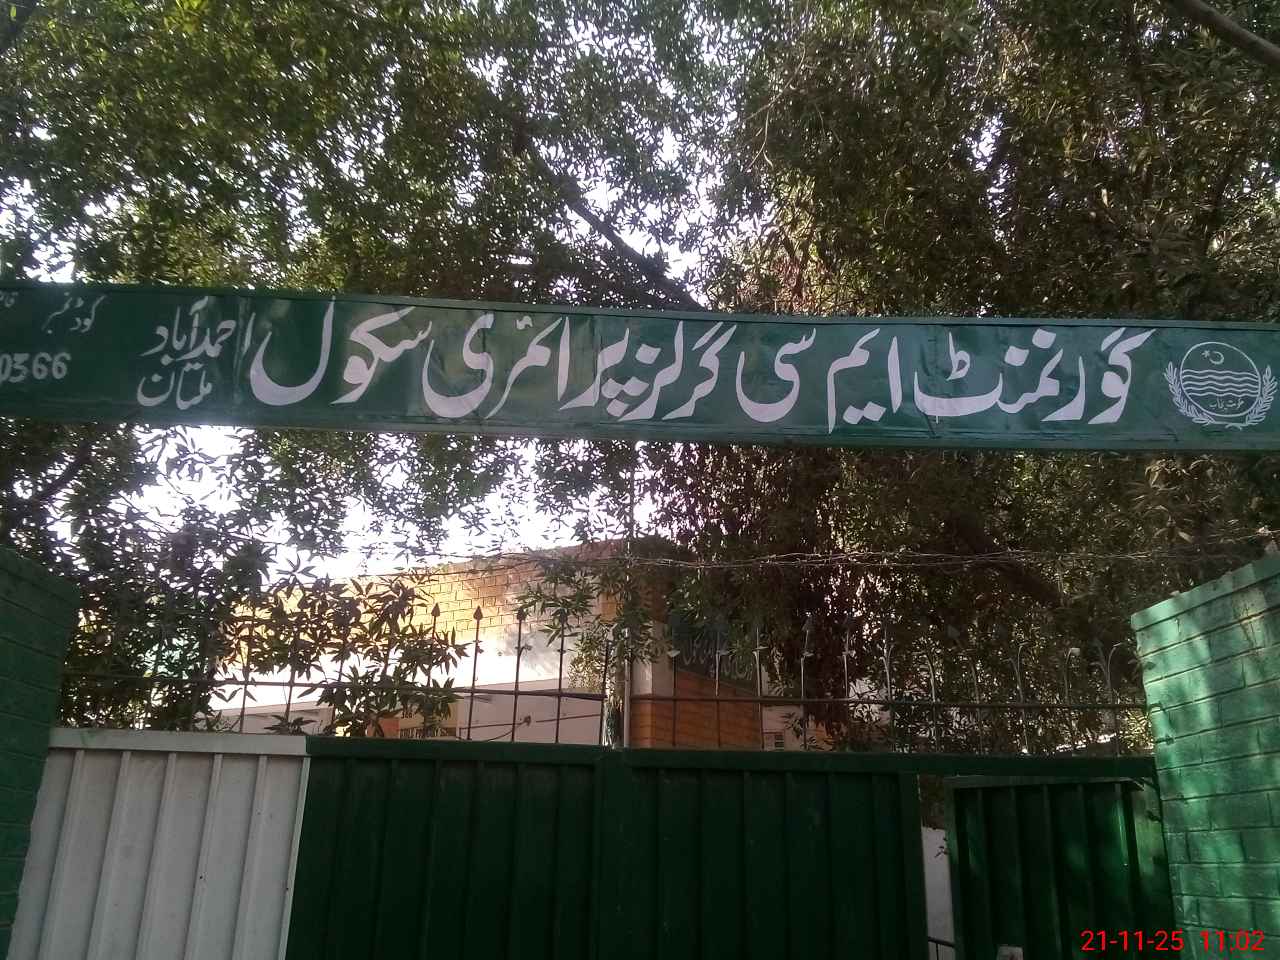 گورنمنٹ ایم سی گرلز پرائمری سکول احمد آباد
ملتان
کوڈ نمبر
0366
21-11-25 11:02